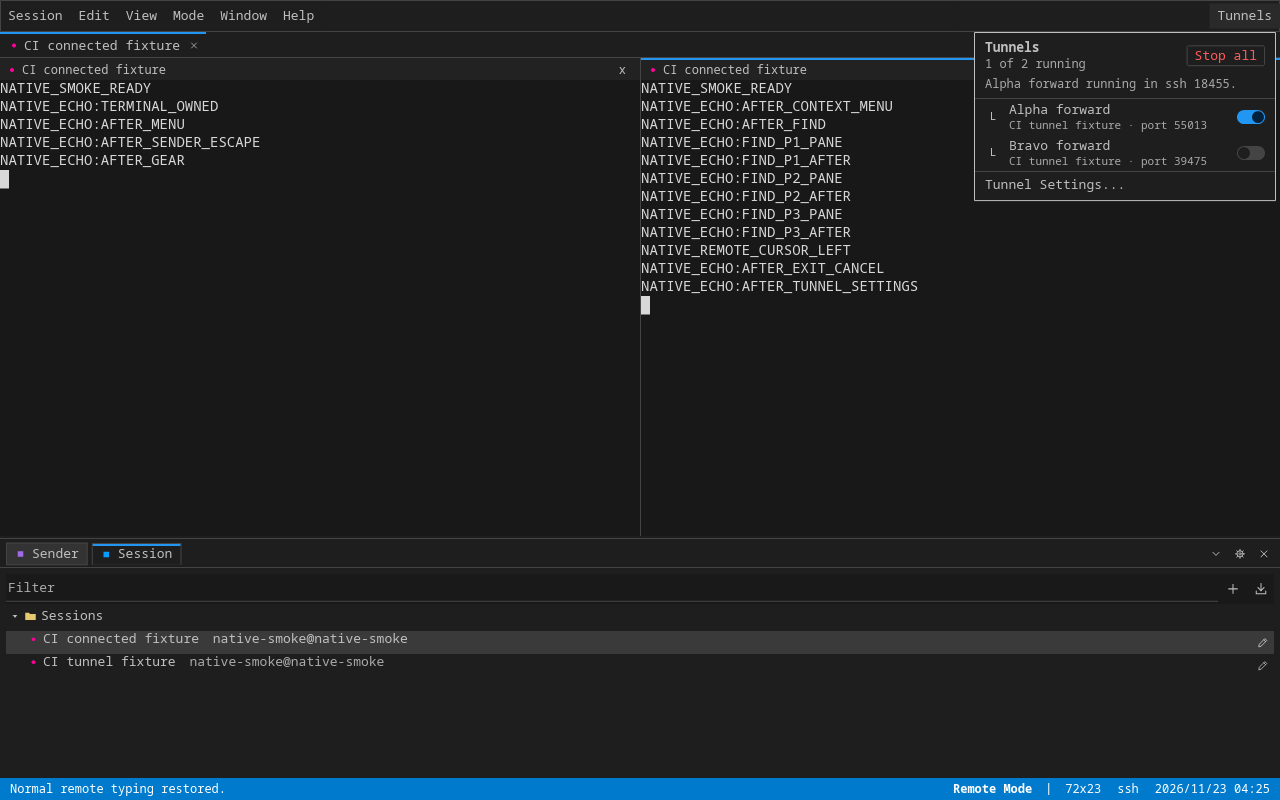 Session Edit View Mode Window Help Tunnels
CI connected fixture ×
CI connected fixture x
NATIVE_SMOKE_READY
NATIVE_ECHO:TERMINAL_OWNED
NATIVE_ECHO:AFTER_MENU
NATIVE_ECHO:AFTER_SENDER_ESCAPE
NATIVE_ECHO:AFTER_GEAR
CI connected fixture
NATIVE_SMOKE_READY
NATIVE_ECHO:AFTER_CONTEXT_MENU
NATIVE_ECHO:AFTER_FIND
NATIVE_ECHO:FIND_P1_PANE
NATIVE_ECHO:FIND_P1_AFTER
NATIVE_ECHO:FIND_P2_PANE
NATIVE_ECHO:FIND_P2_AFTER
NATIVE_ECHO:FIND_P3_PANE
NATIVE_ECHO:FIND_P3_AFTER
NATIVE_REMOTE_CURSOR_LEFT
NATIVE_ECHO:AFTER_EXIT_CANCEL
NATIVE_ECHO:AFTER_TUNNEL_SETTINGS
Tunnels
1 of 2 running
Stop all
Alpha forward running in ssh 18455.
└ Alpha forward
CI tunnel fixture · port 55013
└ Bravo forward
CI tunnel fixture · port 39475
Tunnel Settings...
Sender Session
Filter
Sessions
CI connected fixture native-smoke@native-smoke
CI tunnel fixture native-smoke@native-smoke
Normal remote typing restored. Remote Mode | 72x23 ssh 2026/11/23 04:25